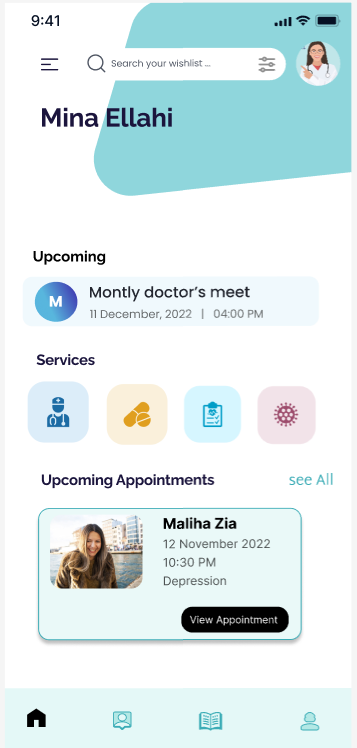 9:41
Search your wishlist ...
Mina Ellahi
Upcoming
M
Montly doctor's meet
11 December, 2022 | 04:00 PM
Services
Upcoming Appointments
see All
Maliha Zia
12 November 2022
10:30 PM
Depression
View Appointment